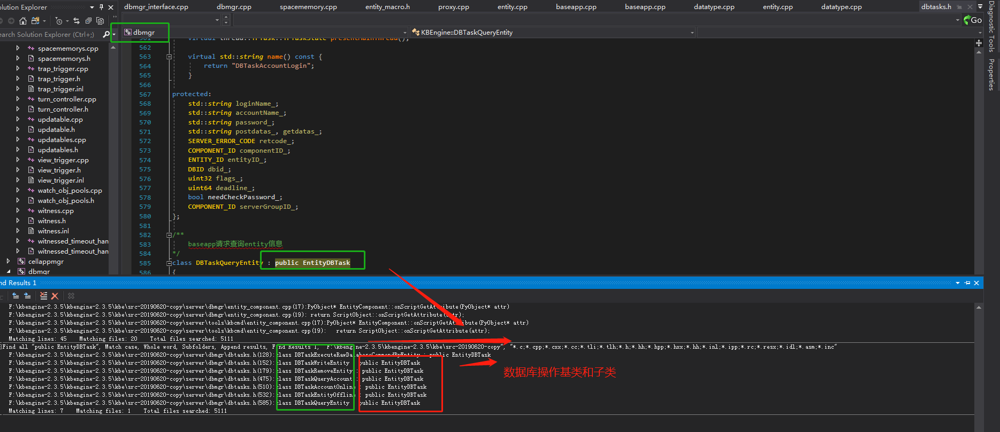 olution Explorer
dbmgr_interface.cpp dbmgr.cpp spacememory.cpp entity_macro.h proxy.cpp entity.cpp baseapp.cpp baseapp.cpp datatype.cpp entity.cpp datatype.cpp dbtasks.h
Go
earch Solution Explorer (Ctrl+;)
dbmgr
KBEngine::DBTaskQueryEntity
Diagnostic Tools
Properties
spacememorys.cpp
spacememorys.h
trap_trigger.cpp
trap_trigger.h
trap_trigger.inl
turn_controller.cpp
turn_controller.h
updatable.cpp
updatable.h
updatables.cpp
updatables.h
view_trigger.cpp
view_trigger.h
view_trigger.inl
watch_obj_pools.cpp
watch_obj_pools.h
witness.cpp
witness.h
witness.inl
witnessed_timeout_han
witnessed_timeout_han
cellappmgr
dbmgr
561 virtual thread::TPTask::TPTaskState presentMainThread();
562
563 virtual std::string name() const {
564 return "DBTaskAccountLogin";
565 }
566
567 protected:
568 std::string loginName_;
569 std::string accountName_;
570 std::string password_;
571 std::string postdatas_, getdatas_;
572 SERVER_ERROR_CODE retcode_;
573 COMPONENT_ID componentID_;
574 ENTITY_ID entityID_;
575 DBID dbid_;
576 uint32 flags_;
577 uint64 deadline_;
578 bool needCheckPassword_;
579 COMPONENT_ID serverGroupID_;
580 };
581
582 /**
583 baseapp请求查询entity信息
584 */
585 class DBTaskQueryEntity : public EntityDBTask
586 {
nd Results 1
F:\kbengine-2.3.5\kbengine-2.3.5\kbe\src-20190620-copy\server\dbmgr\entity_component.cpp(17):PyObject* EntityComponent::onScriptGetAttribute(PyObject* attr)
F:\kbengine-2.3.5\kbengine-2.3.5\kbe\src-20190620-copy\server\dbmgr\entity_component.cpp(19): return ScriptObject::onScriptGetAttribute(attr);
F:\kbengine-2.3.5\kbengine-2.3.5\kbe\src-20190620-copy\server\tools\kbcmd\entity_component.cpp(17):PyObject* EntityComponent::onScriptGetAttribute(PyObject* attr)
F:\kbengine-2.3.5\kbengine-2.3.5\kbe\src-20190620-copy\server\tools\kbcmd\entity_component.cpp(19): return ScriptObject::onScriptGetAttribute(attr);
Matching lines: 45 Matching files: 20 Total files searched: 5111
Find all "public EntityDBTask", Match case, Whole word, Subfolders, Append results, Find Results 1, "F:\kbengine-2.3.5\kbengine-2.3.5\kbe\src-20190620-copy", "*.c;*.cpp;*.cxx;*.cc;*.tli;*.tlh;*.h;*.hh;*.hpp;*.hxx;*.hh;*.inl;*.ipp;*.rc;*.resx;*.idl;*.asm;*.inc"
F:\kbengine-2.3.5\kbengine-2.3.5\kbe\src-20190620-copy\server\dbmgr\dbtasks.h(128):class DBTaskExecuteRawDatabaseCommandByEntity : public EntityDBTask
F:\kbengine-2.3.5\kbengine-2.3.5\kbe\src-20190620-copy\server\dbmgr\dbtasks.h(152):class DBTaskWriteEntity : public EntityDBTask
F:\kbengine-2.3.5\kbengine-2.3.5\kbe\src-20190620-copy\server\dbmgr\dbtasks.h(179):class DBTaskRemoveEntity : public EntityDBTask
F:\kbengine-2.3.5\kbengine-2.3.5\kbe\src-20190620-copy\server\dbmgr\dbtasks.h(475):class DBTaskQueryAccount : public EntityDBTask
F:\kbengine-2.3.5\kbengine-2.3.5\kbe\src-20190620-copy\server\dbmgr\dbtasks.h(510):class DBTaskAccountOnline : public EntityDBTask
F:\kbengine-2.3.5\kbengine-2.3.5\kbe\src-20190620-copy\server\dbmgr\dbtasks.h(532):class DBTaskEntityOffline : public EntityDBTask
F:\kbengine-2.3.5\kbengine-2.3.5\kbe\src-20190620-copy\server\dbmgr\dbtasks.h(585):class DBTaskQueryEntity : public EntityDBTask
Matching lines: 7 Matching files: 1 Total files searched: 5111
数据库操作基类和子类